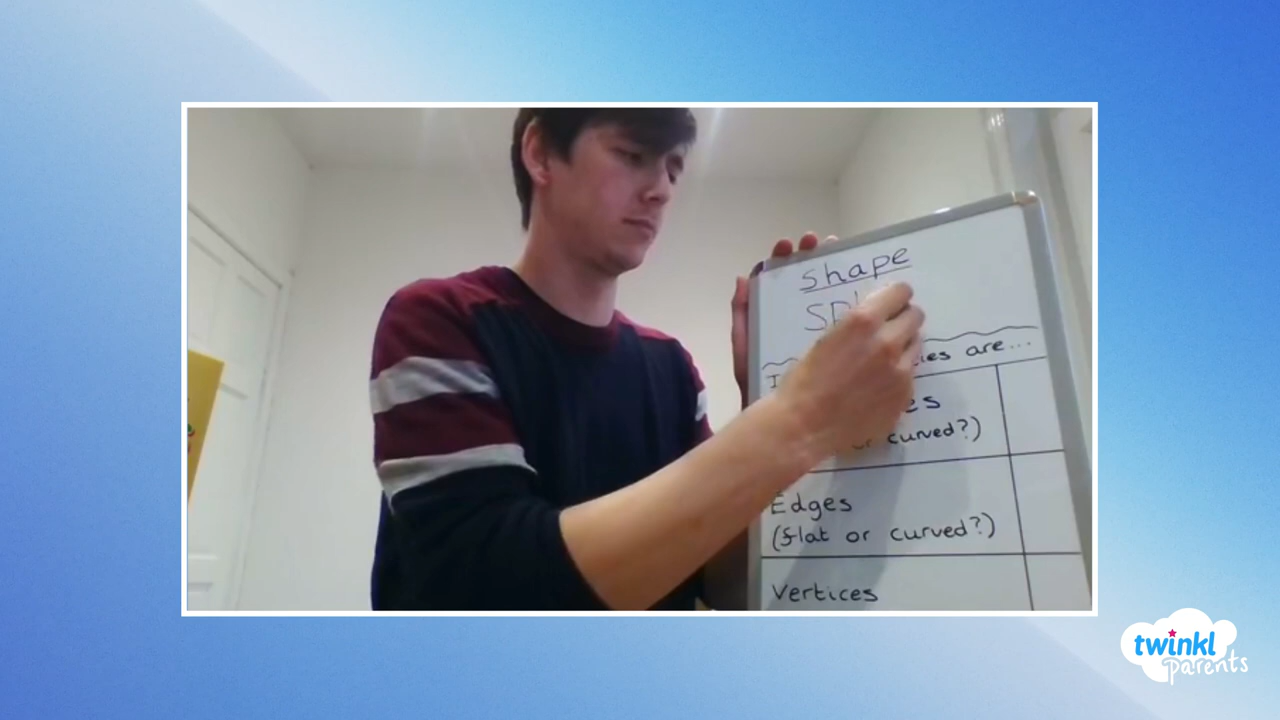 shape
are...
curved?)
Edges
(flat or curved?)
Vertices
twinkl
parents